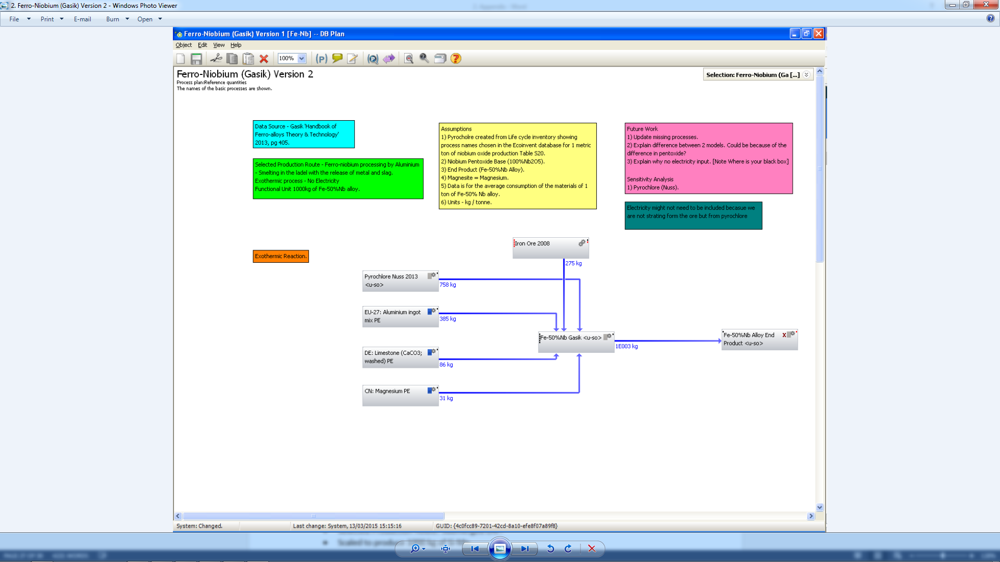 2. Ferro-Niobium (Gasik) Version 2 - Windows Photo Viewer
File Print E-mail Burn Open
Ferro-Niobium (Gasik) Version 1 [Fe-Nb] -- DB Plan
Object Edit View Help
100%
Ferro-Niobium (Gasik) Version 2
Process plan:Reference quantities
The names of the basic processes are shown.
Selection: Ferro-Niobium (Ga [...]
Data Source - Gasik 'Handbook of
Ferro-alloys Theory & Technology'
2013, pg 405.
Selected Production Route - Ferro-niobium processing by Aluminium
- Smelting in the ladel with the release of metal and slag.
Exothermic process - No Electricity
Functional Unit 1000kg of Fe-50%Nb alloy.
Assumptions
1) Pyrocholre created from Life cycle inventory showing
process names chosen in the Ecoinvent database for 1 metric
ton of niobium oxide production Table S20.
2) Niobium Pentoxide Base (100%Nb2O5).
3) End Product (Fe-50%Nb Alloy).
4) Magnesite = Magnesium.
5) Data is for the average consumption of the materials of 1
ton of Fe-50% Nb alloy.
6) Units - kg / tonne.
Future Work
1) Update missing processes.
2) Explain difference between 2 models. Could be because of the
difference in pentoxide?
3) Explain why no electricity input. [Note Where is your black box]
Sensitivity Analysis
1) Pyrochlore (Nuss).
Electricity might not need to be included becasue we
are not strating form the ore but from pyrochlore
Exothermic Reaction.
Iron Ore 2008
275 kg
Pyrochlore Nuss 2013
<u-so>
758 kg
EU-27: Aluminium ingot
mix PE
385 kg
Fe-50%Nb Gasik <u-so>
1E003 kg
Fe-50%Nb Alloy End
Product <u-so>
DE: Limestone (CaCO3;
washed) PE
86 kg
CN: Magnesium PE
31 kg
System: Changed.
Last change: System, 13/03/2015 15:15:16
GUID: {4c0fcc89-7201-42cd-8a10-efe8f07a89f8}